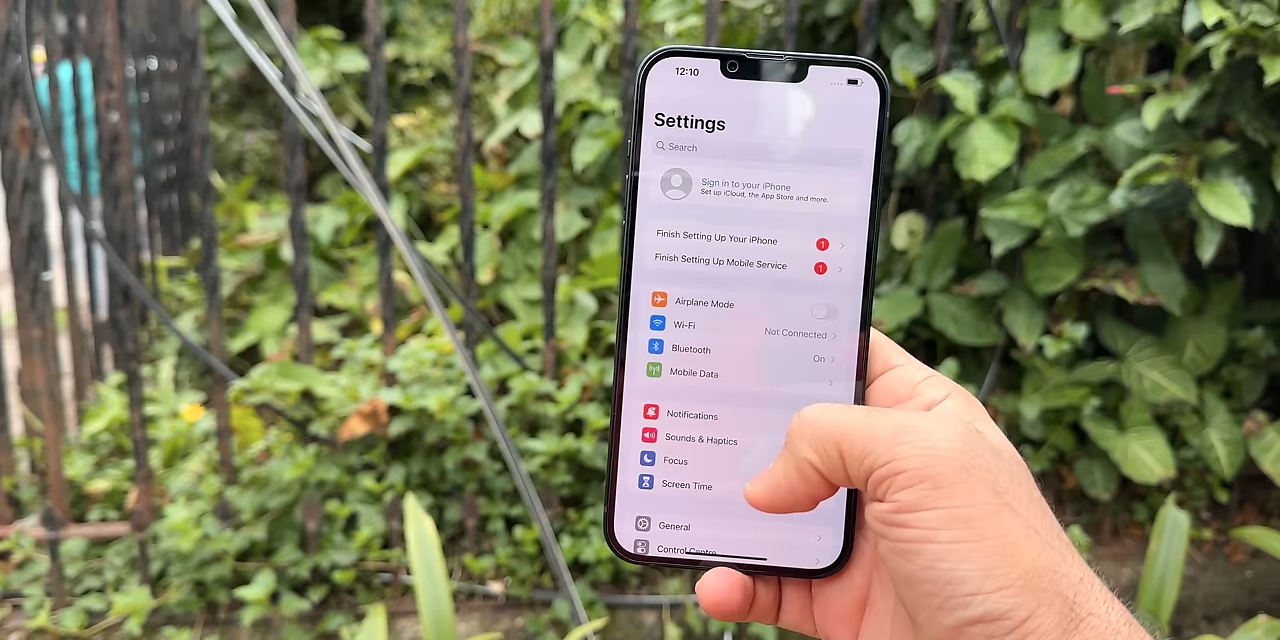 12:10
Settings
Search
Sign in to your iPhone
Set up iCloud, the App Store and more.
Finish Setting Up Your iPhone 1
Finish Setting Up Mobile Service 1
Airplane Mode
Wi-Fi Not Connected
Bluetooth On
Mobile Data
Notifications
Sounds & Haptics
Focus
Screen Time
General
Control Centre